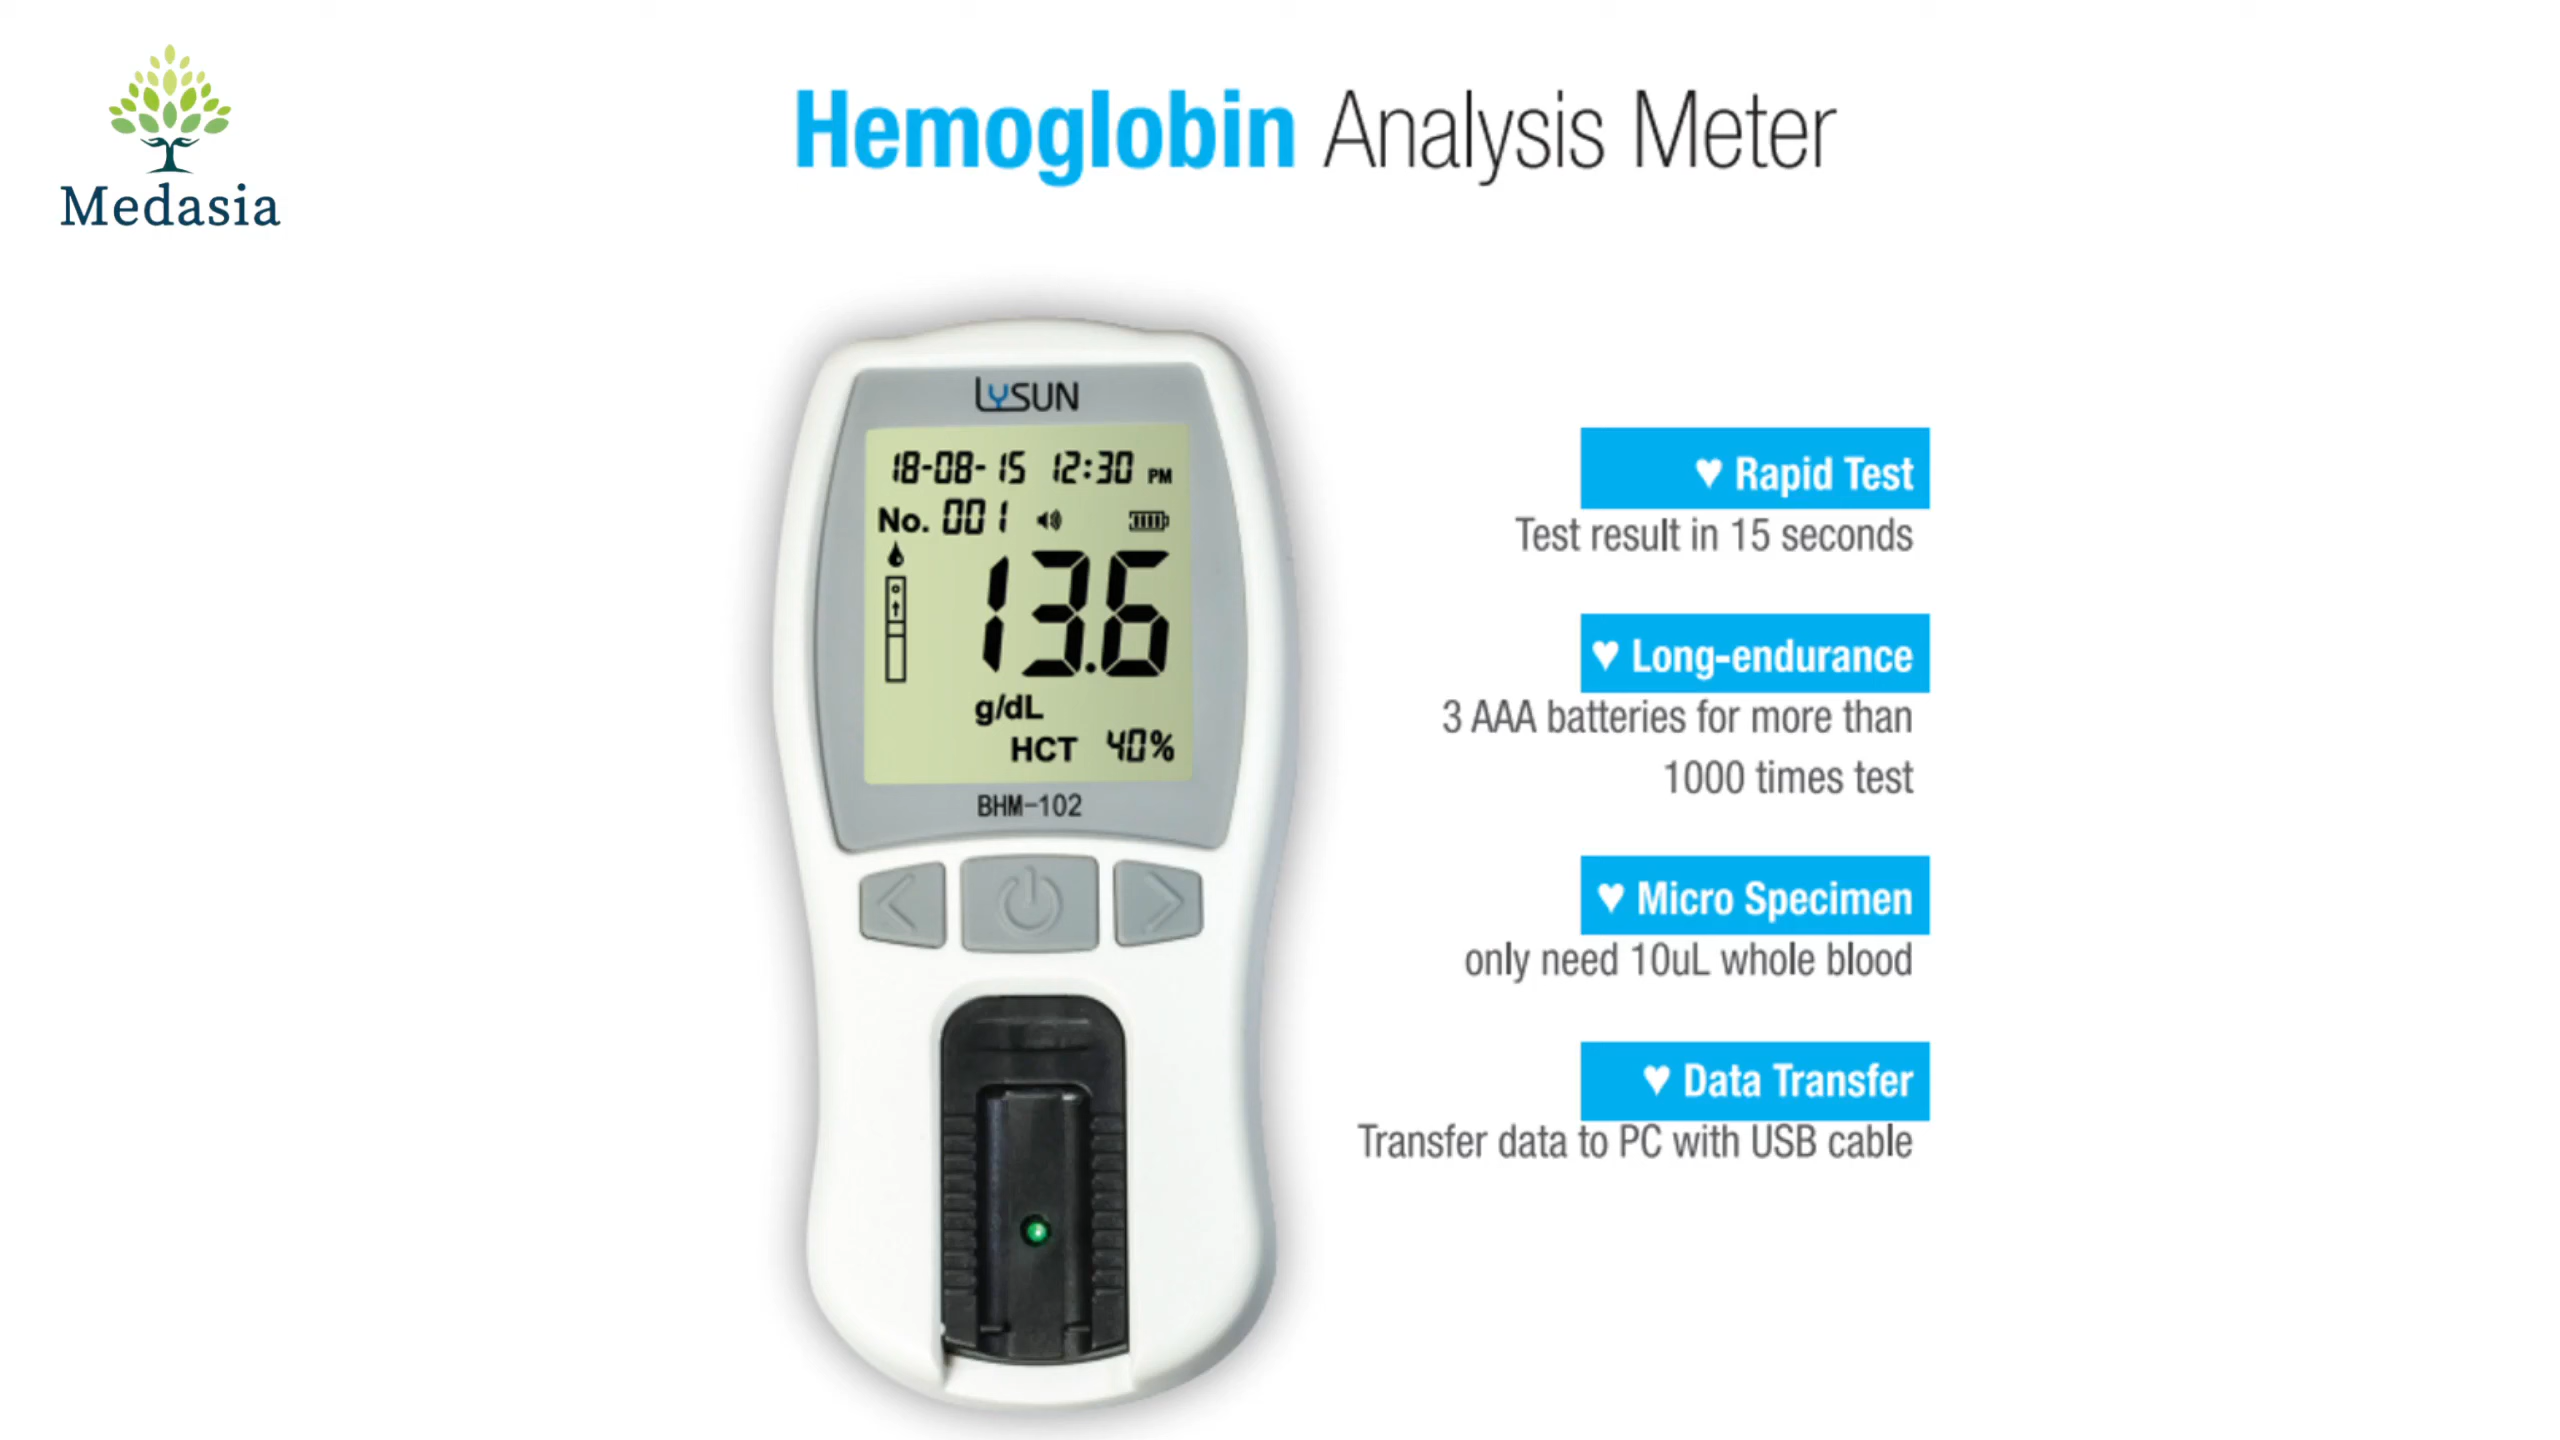 Medasia
Hemoglobin Analysis Meter
LYSUN
18-08-15 12:30 PM
No. 001
13.6
g/dL
HCT 40%
BHM-102
♥ Rapid Test
Test result in 15 seconds
♥ Long-endurance
3 AAA batteries for more than
1000 times test
♥ Micro Specimen
only need 10uL whole blood
♥ Data Transfer
Transfer data to PC with USB cable